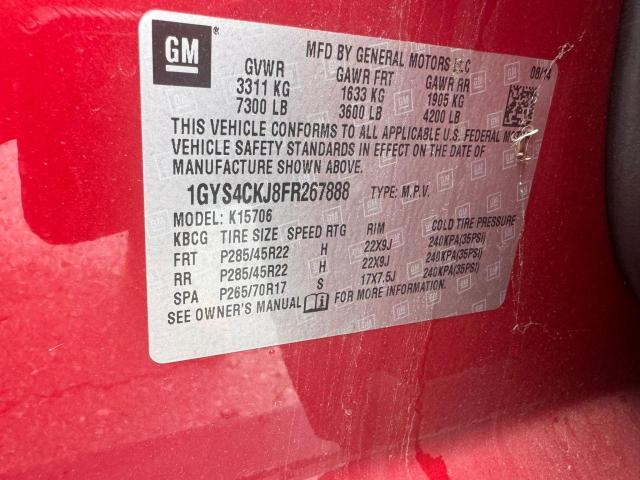 GM
MFD BY GENERAL MOTORS LLC
08/14
GVWR GAWR FRT GAWR RR
3311 KG 1633 KG 1905 KG
7300 LB 3600 LB 4200 LB
THIS VEHICLE CONFORMS TO ALL APPLICABLE U.S. FEDERAL
VEHICLE SAFETY STANDARDS IN EFFECT ON THE DATE OF
MANUFACTURE SHOWN ABOVE.
1GYS4CKJ8FR267888 TYPE: M.P.V.
MODEL: K15706
KBCG TIRE SIZE SPEED RTG RIM COLD TIRE PRESSURE
FRT P285/45R22 H 22X9J 240KPA(35PSI)
RR P285/45R22 H 22X9J 240KPA(35PSI)
SPA P265/70R17 S 17X7.5J 240KPA(35PSI)
SEE OWNER'S MANUAL FOR MORE INFORMATION.